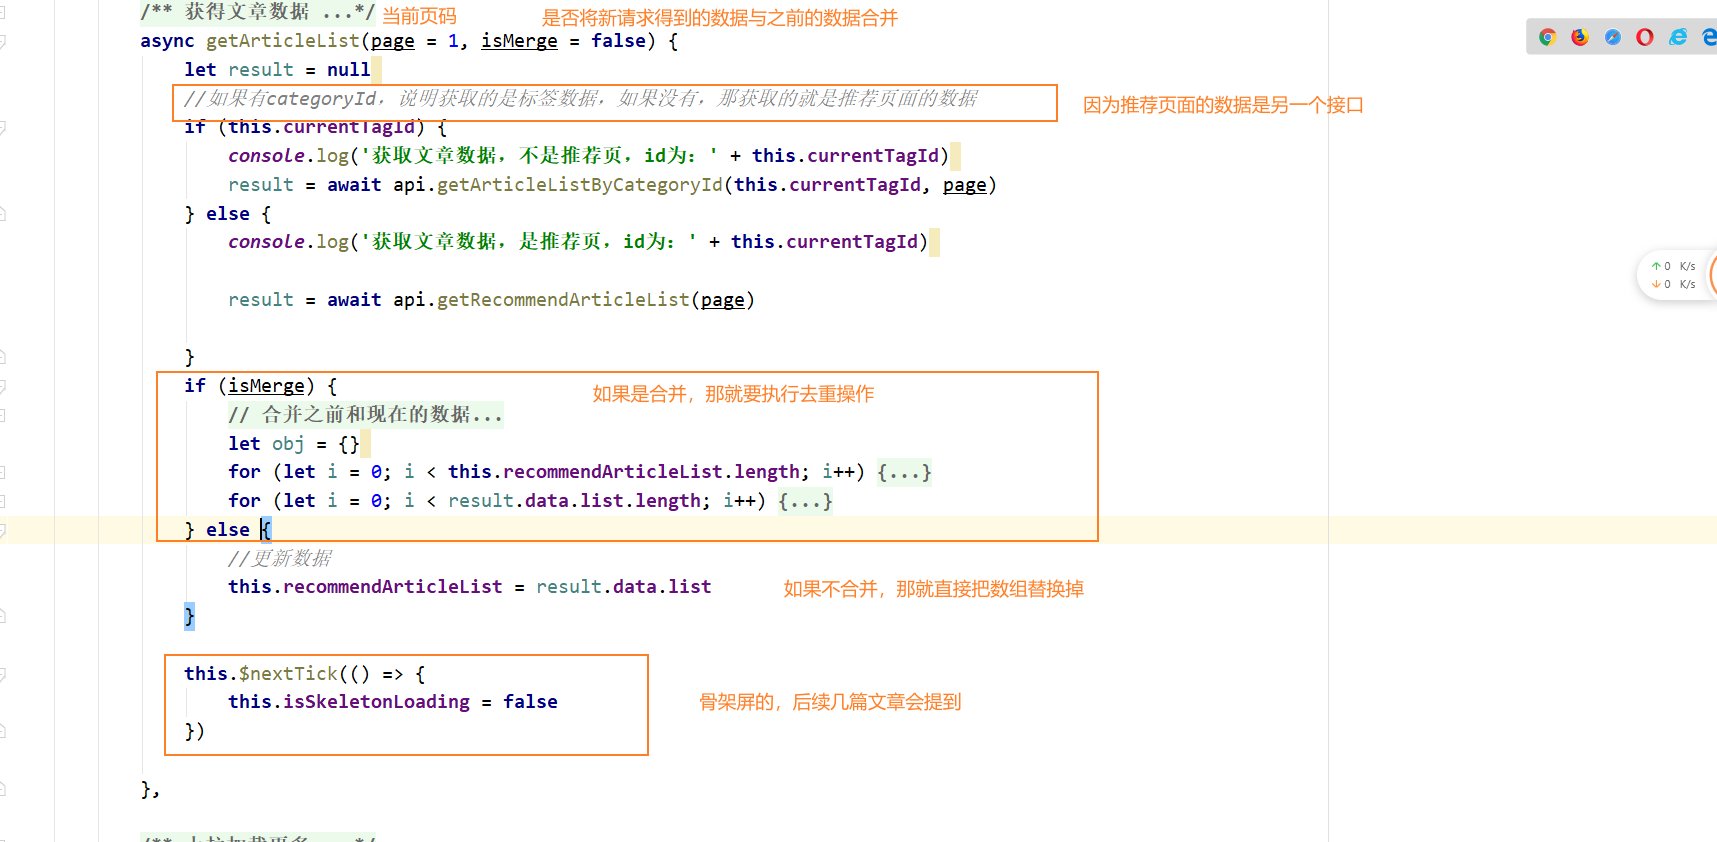 /** 获得文章数据 ...*/ 当前页码 是否将新请求得到的数据与之前的数据合并
async getArticleList(page = 1, isMerge = false) {
let result = null
//如果有categoryId，说明获取的是标签数据，如果没有，那获取的就是推荐页面的数据 因为推荐页面的数据是另一个接口
if (this.currentTagId) {
console.log('获取文章数据，不是推荐页，id为：' + this.currentTagId)
result = await api.getArticleListByCategoryId(this.currentTagId, page)
} else {
console.log('获取文章数据，是推荐页，id为：' + this.currentTagId)
↑ 0 K/s
↓ 0 K/s
result = await api.getRecommendArticleList(page)
}
if (isMerge) { 如果是合并，那就要执行去重操作
// 合并之前和现在的数据...
let obj = {}
for (let i = 0; i < this.recommendArticleList.length; i++) {...}
for (let i = 0; i < result.data.list.length; i++) {...}
} else {
//更新数据
this.recommendArticleList = result.data.list 如果不合并，那就直接把数组替换掉
}
this.$nextTick(() => {
this.isSkeletonLoading = false 骨架屏的，后续几篇文章会提到
})
},